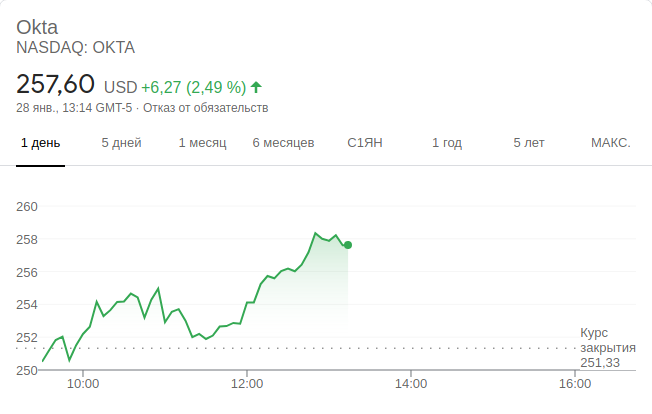 Okta
NASDAQ: OKTA
257,60 USD +6,27 (2,49 %)
28 янв., 13:14 GMT-5 · Отказ от обязательств
1 день 5 дней 1 месяц 6 месяцев С1ЯН 1 год 5 лет МАКС.
260
258
256
254
252
250
Курс
закрытия
251,33
10:00 12:00 14:00 16:00